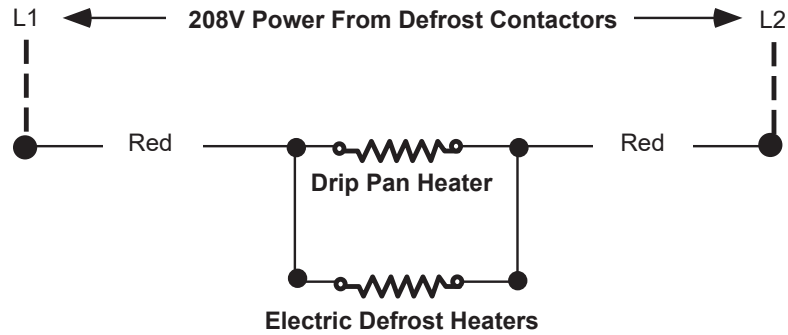 L1 208V Power From Defrost Contactors L2
Red Red
Drip Pan Heater
Electric Defrost Heaters